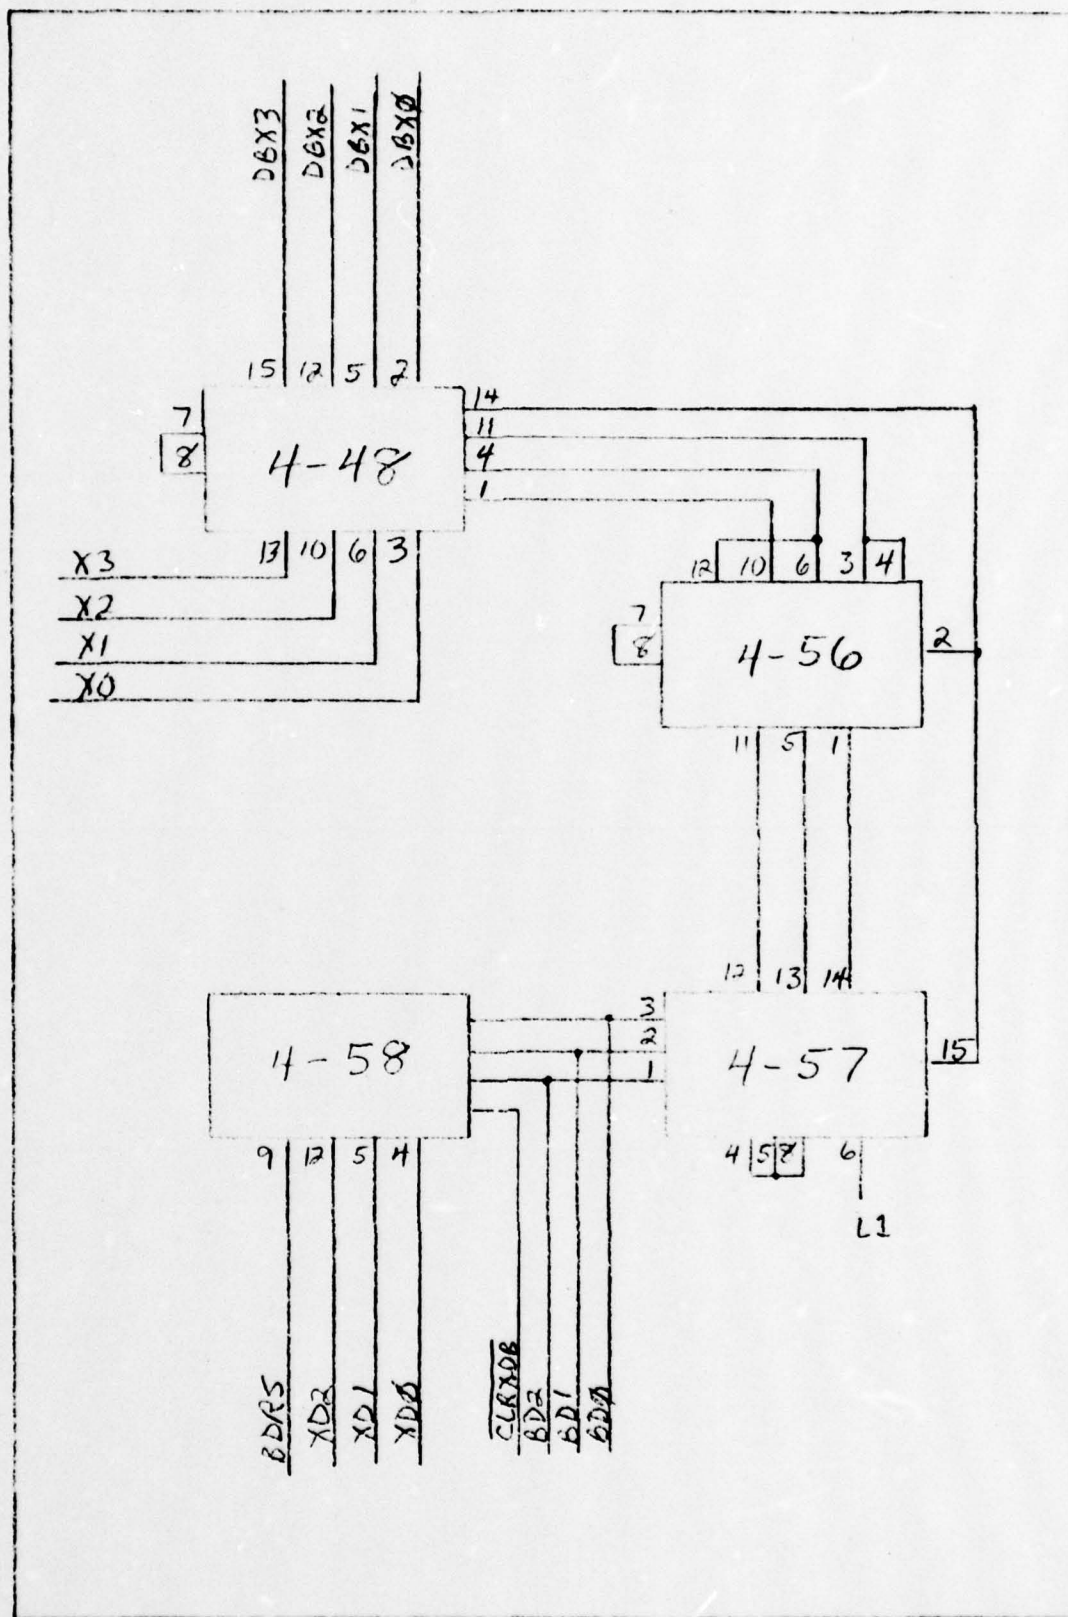 DBX3 DBX2 DBX1 DBXØ
15 12 5 2
14
7
11
8
4-48
4
1
13 10 6 3
X3
X2
X1
X0
12 10 6 3 4
7
8
4-56
2
11 5 1
12 13 14
3
2
1
4-58
4-57
15
9 12 5 4
4 5 8 6
L1
BDR5 XD2 XD1 XDØ
CLRXDB BD2 BD1 BDØ